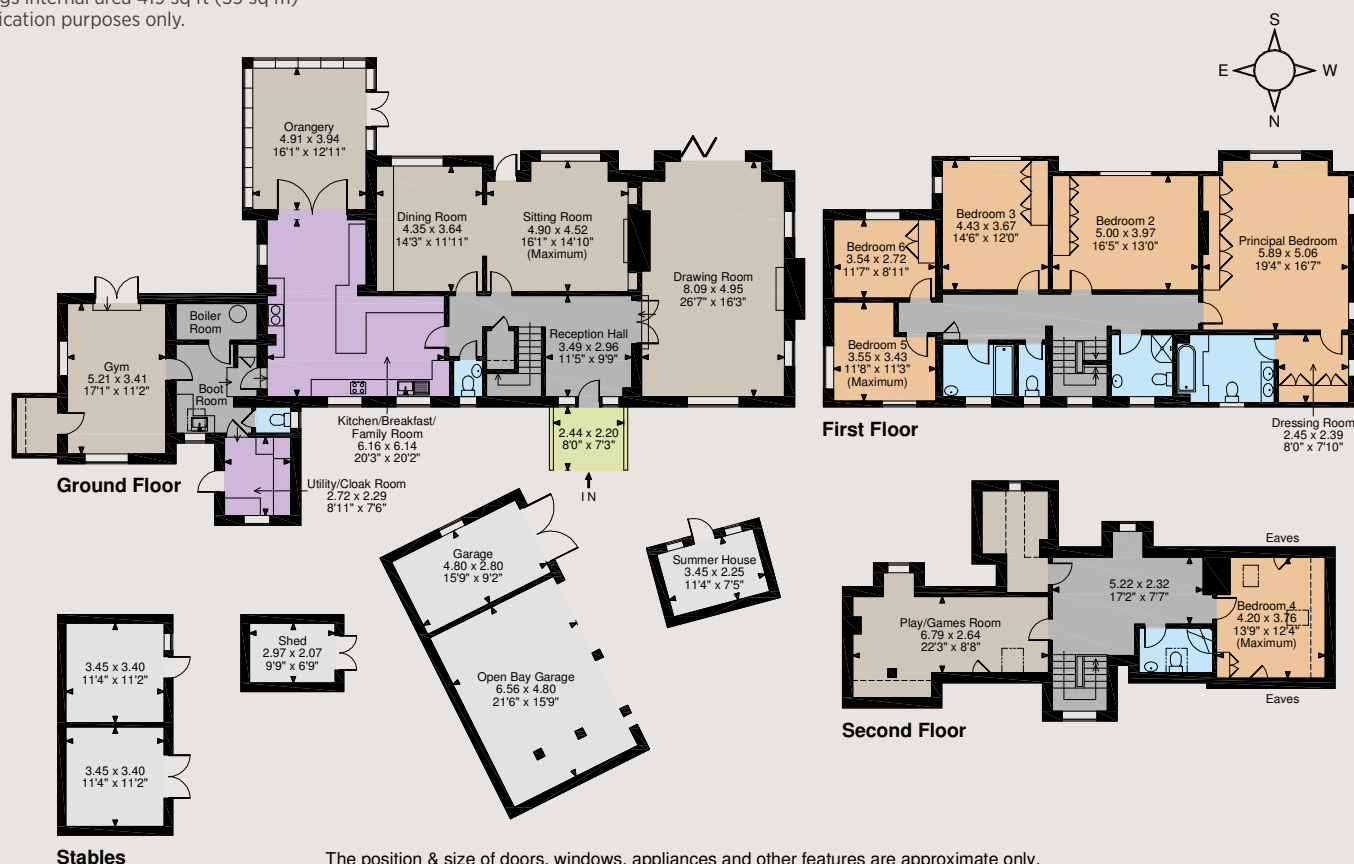 ication purposes only.
S
E
W
N
Orangery
4.91 x 3.94
16'1" x 12'11"
Dining Room
4.35 x 3.64
14'3" x 11'11"
Sitting Room
4.90 x 4.52
16'1" x 14'10"
(Maximum)
Drawing Room
8.09 x 4.95
26'7" x 16'3"
Boiler
Room
Gym
5.21 x 3.41
17'1" x 11'2"
Boot
Room
Reception Hall
3.49 x 2.96
11'5" x 9'9"
Kitchen/Breakfast/
Family Room
6.16 x 6.14
20'3" x 20'2"
2.44 x 2.20
8'0" x 7'3"
IN
Utility/Cloak Room
2.72 x 2.29
8'11" x 7'6"
Ground Floor
Bedroom 6
3.54 x 2.72
11'7" x 8'11"
Bedroom 3
4.43 x 3.67
14'6" x 12'0"
Bedroom 2
5.00 x 3.97
16'5" x 13'0"
Principal Bedroom
5.89 x 5.06
19'4" x 16'7"
Bedroom 5
3.55 x 3.43
11'8" x 11'3"
(Maximum)
Dressing Room
2.45 x 2.39
8'0" x 7'10"
First Floor
Garage
4.80 x 2.80
15'9" x 9'2"
Open Bay Garage
6.56 x 4.80
21'6" x 15'9"
Summer House
3.45 x 2.25
11'4" x 7'5"
Shed
2.97 x 2.07
9'9" x 6'9"
3.45 x 3.40
11'4" x 11'2"
3.45 x 3.40
11'4" x 11'2"
Stables
Play/Games Room
6.79 x 2.64
22'3" x 8'8"
5.22 x 2.32
17'2" x 7'7"
Eaves
Bedroom 4
4.20 x 3.76
13'9" x 12'4"
(Maximum)
Eaves
Second Floor
The position & size of doors, windows, appliances and other features are approximate only.